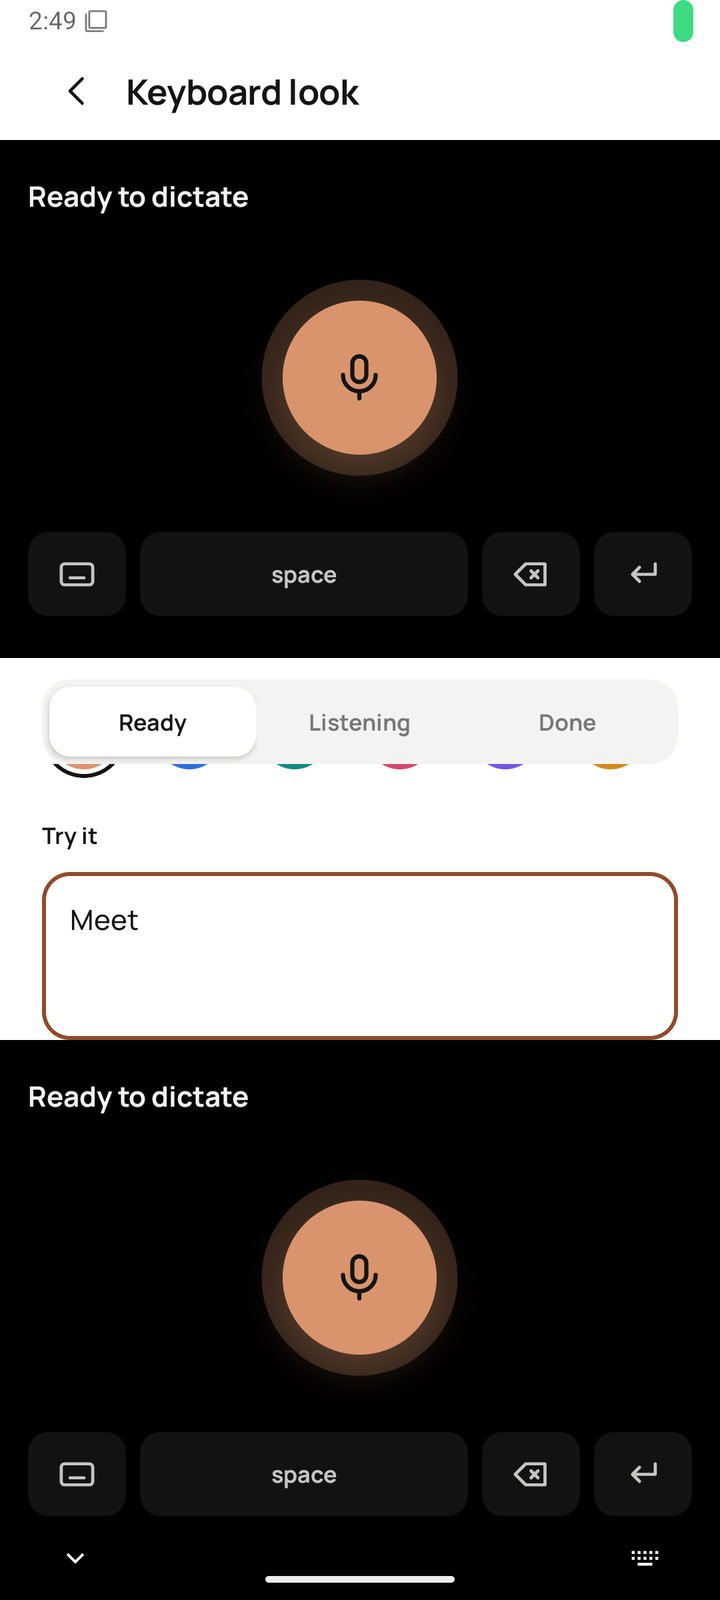 2:49
Keyboard look
Ready to dictate
space
Ready
Listening
Done
Try it
Meet
Ready to dictate
space